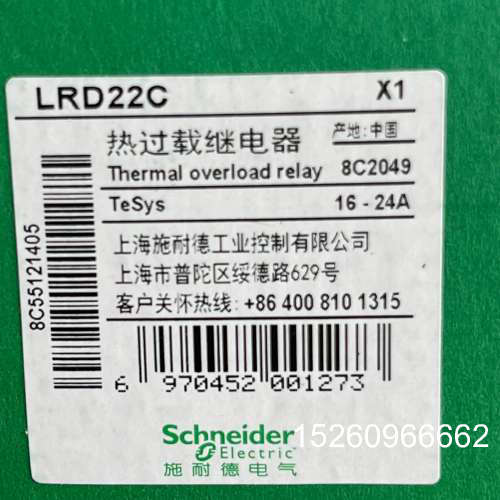 LRD22C X1
热过载继电器 产地:中国
Thermal overload relay 8C2049
TeSys 16 - 24A
上海施耐德工业控制有限公司
上海市普陀区绥德路629号
客户关怀热线: +86 400 810 1315
8C55121405
6 970452 001273
Schneider
Electric
施耐德电气
15260966662